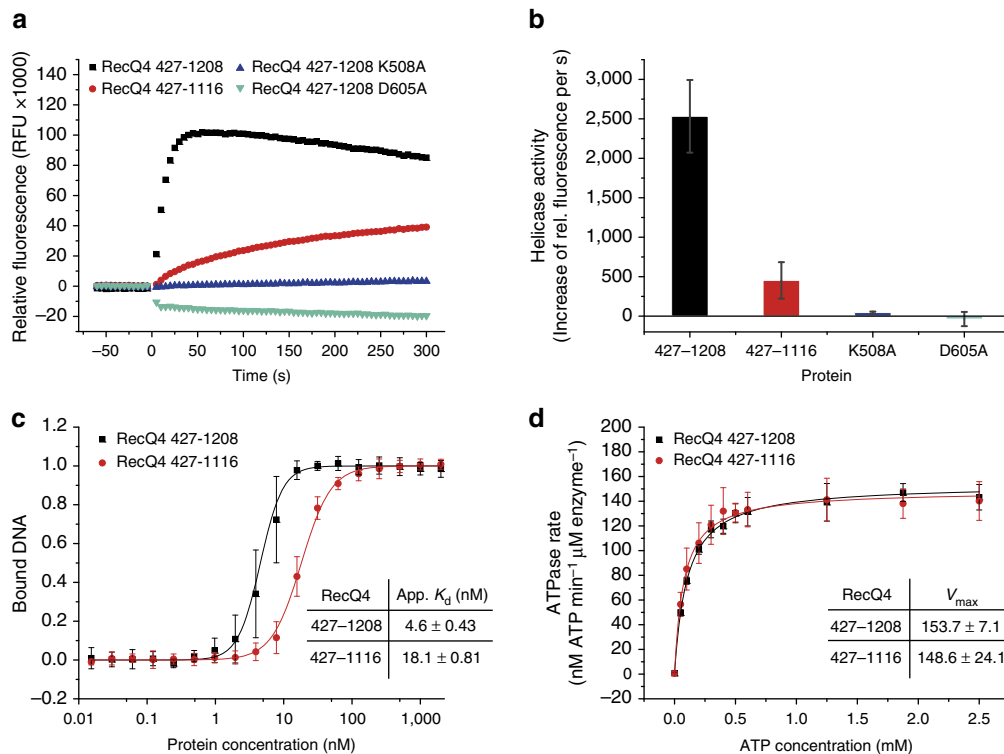 a
RecQ4 427-1208
RecQ4 427-1208 K508A
RecQ4 427-1116
RecQ4 427-1208 D605A
Relative fluorescence (RFU ×1000)
140
120
100
80
60
40
20
0
−20
−50
0
50
100
150
200
250
300
Time (s)
b
Helicase activity
(Increase of rel. fluorescence per s)
3,000
2,500
2,000
1,500
1,000
500
0
427–1208
427–1116
K508A
D605A
Protein
c
RecQ4 427-1208
RecQ4 427-1116
Bound DNA
1.2
1.0
0.8
0.6
0.4
0.2
0.0
−0.2
0.01
0.1
1
10
100
1,000
Protein concentration (nM)
RecQ4 App. Kd (nM)
427–1208 4.6 ± 0.43
427–1116 18.1 ± 0.81
d
RecQ4 427-1208
RecQ4 427-1116
ATPase rate
(nM ATP min−1 μM enzyme−1)
200
180
160
140
120
100
80
60
40
20
0
−20
0.0
0.5
1.0
1.5
2.0
2.5
ATP concentration (mM)
RecQ4 Vmax
427–1208 153.7 ± 7.1
427–1116 148.6 ± 24.1